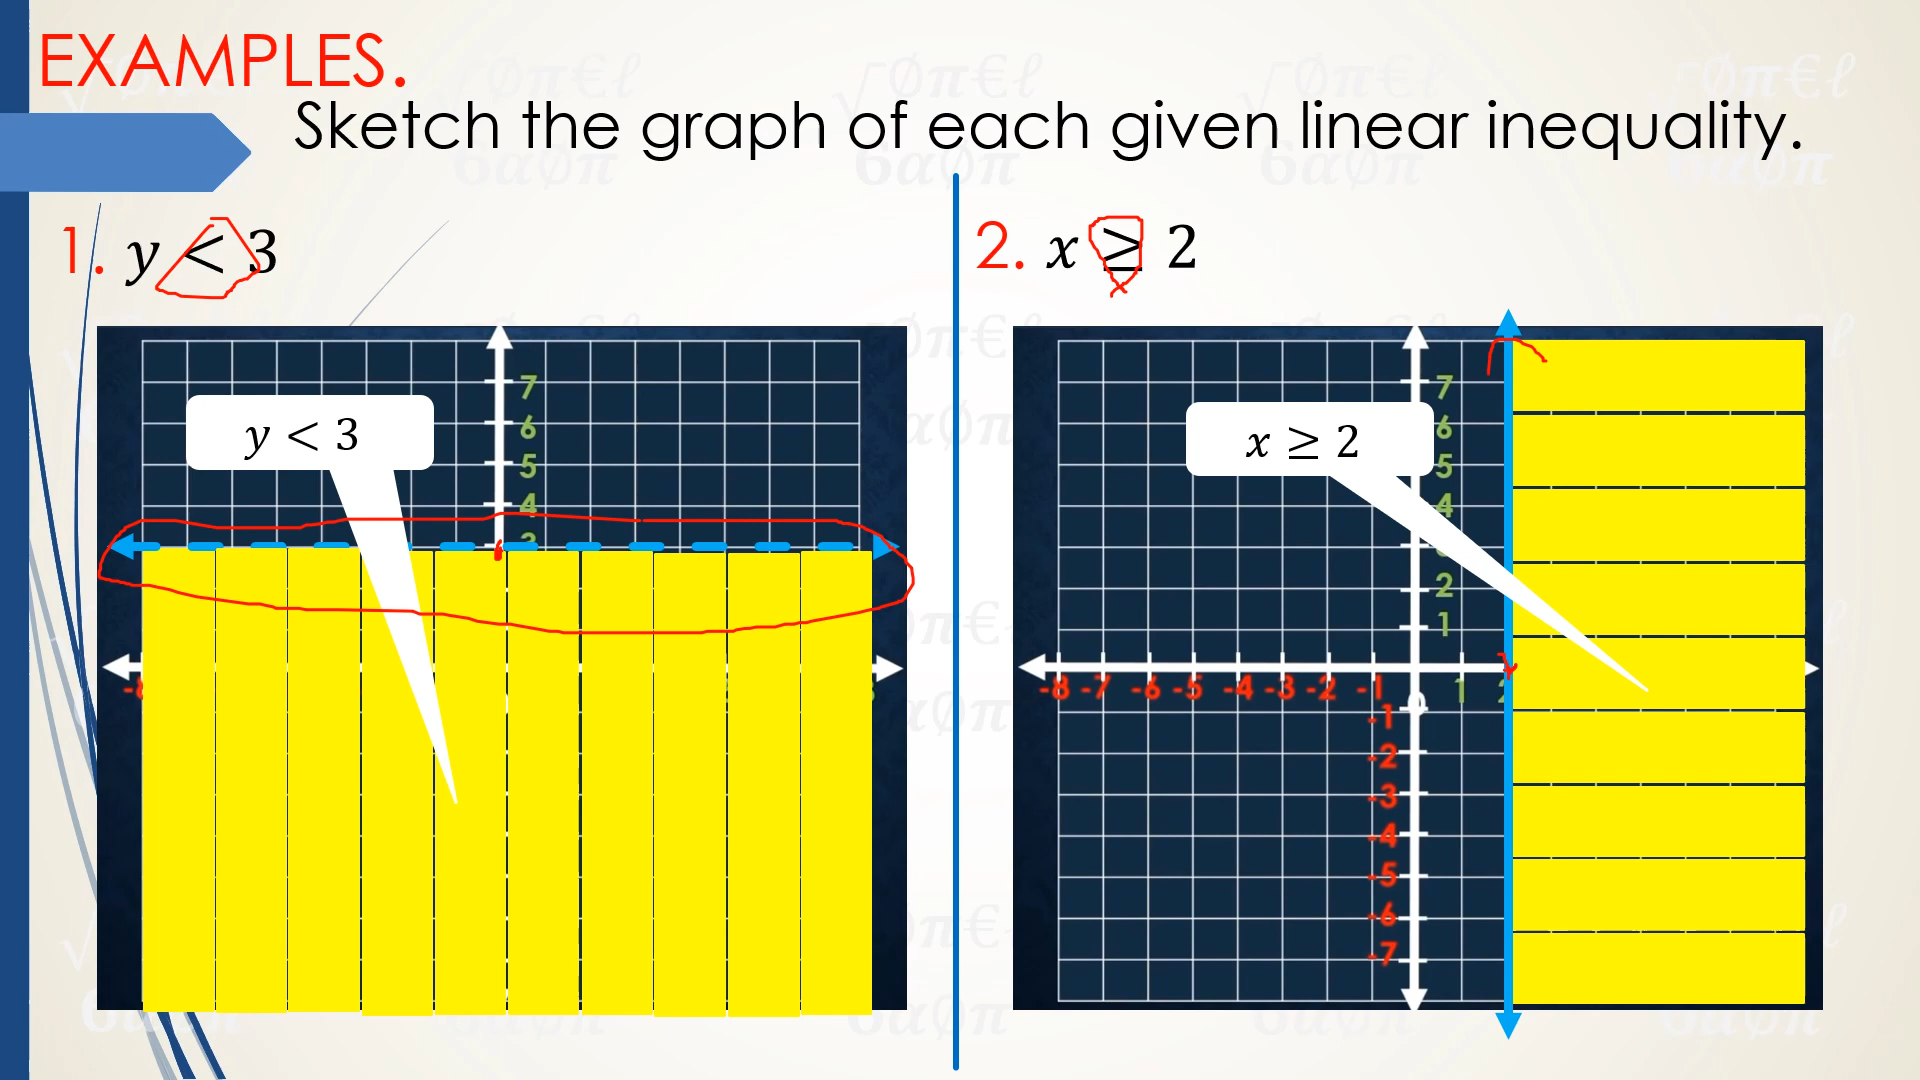 EXAMPLES.
Sketch the graph of each given linear inequality.
1. y < 3
2. x ≥ 2
7
6
5
4
y < 3
7
6
5
4
2
1
x ≥ 2
-8 -7 -6 -5 -4 -3 -2 -1 0 1 2
-1
-2
-3
-4
-5
-6
-7